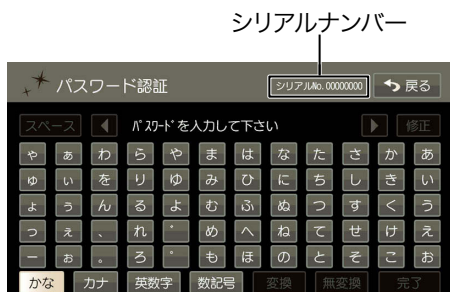 シリアルナンバー
パスワード認証 シリアルNo. 00000000 戻る
スペース パスワードを入力して下さい 修正
ゃ ぁ わ ら や ま は な た さ か あ
ゅ ぃ を り ゆ み ひ に ち し き い
ょ ぅ ん る よ む ふ ぬ つ す く う
っ ぇ 、 れ ゛ め へ ね て せ け え
ー ぉ 。 ろ ゜ も ほ の と そ こ お
かな カナ 英数字 数記号 変換 無変換 完了